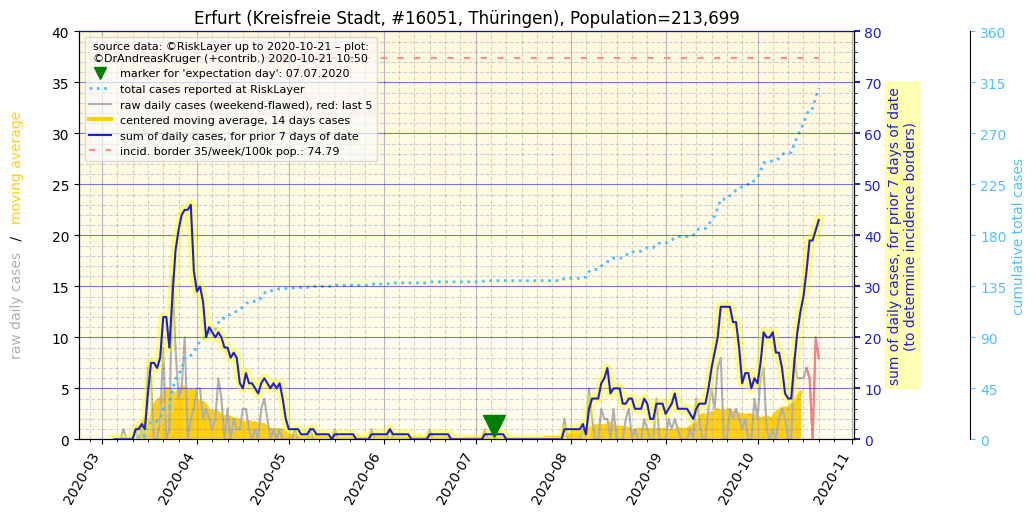 Erfurt (Kreisfreie Stadt, #16051, Thüringen), Population=213,699
source data: ©RiskLayer up to 2020-10-21 – plot:
©DrAndreasKruger (+contrib.) 2020-10-21 10:50
marker for 'expectation day': 07.07.2020
total cases reported at RiskLayer
raw daily cases (weekend-flawed), red: last 5
centered moving average, 14 days cases
sum of daily cases, for prior 7 days of date
incid. border 35/week/100k pop.: 74.79
raw daily cases / moving average
40
35
30
25
20
15
10
5
0
2020-03
2020-04
2020-05
2020-06
2020-07
2020-08
2020-09
2020-10
2020-11
80
70
60
50
40
30
20
10
0
sum of daily cases, for prior 7 days of date
(to determine incidence borders)
360
315
270
225
180
135
90
45
0
cumulative total cases